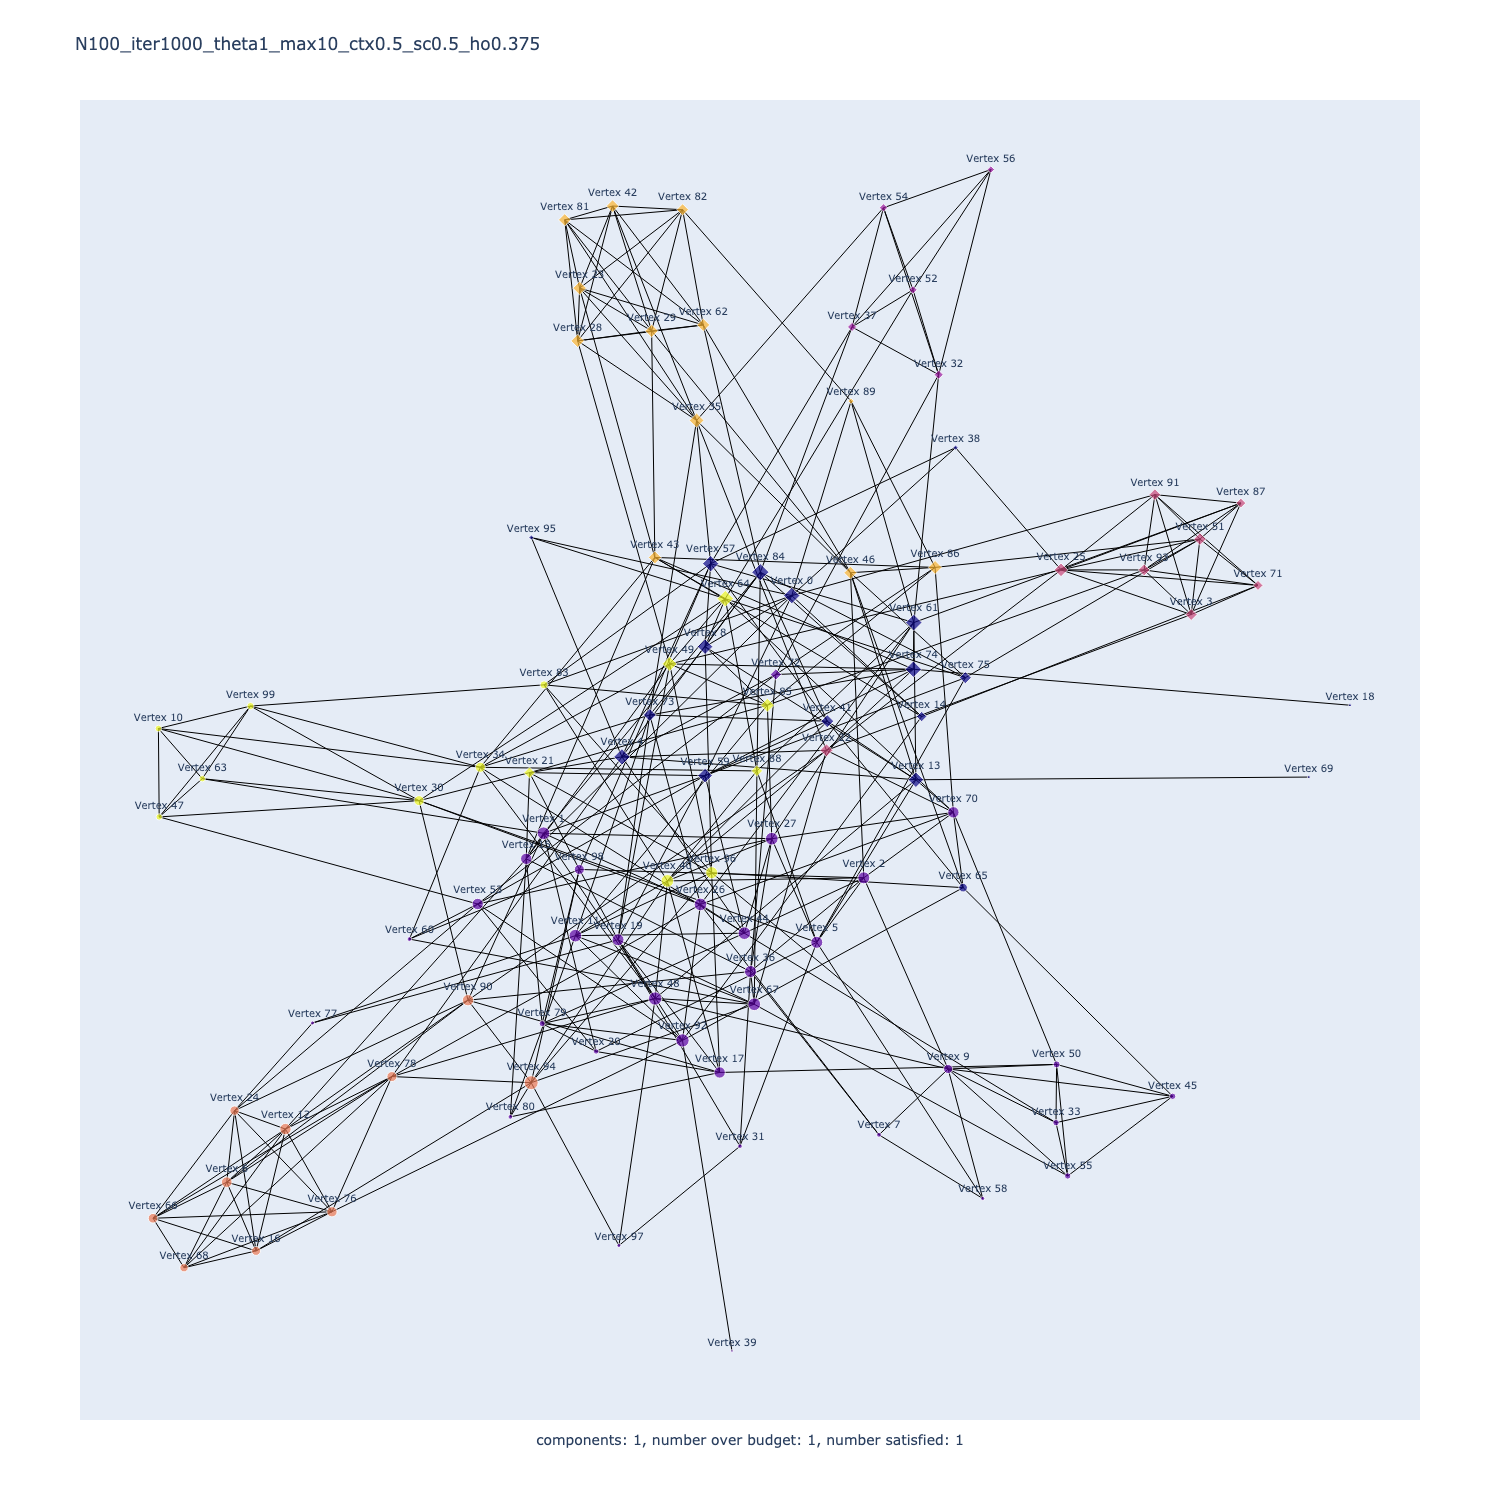 N100_iter1000_theta1_max10_ctx0.5_sc0.5_ho0.375
Vertex 56
Vertex 42
Vertex 82
Vertex 54
Vertex 81
Vertex 52
Vertex 62
Vertex 29
Vertex 37
Vertex 28
Vertex 32
Vertex 89
Vertex 35
Vertex 38
Vertex 91
Vertex 87
Vertex 95
Vertex 51
Vertex 43
Vertex 57
Vertex 84
Vertex 46
Vertex 86
Vertex 25
Vertex 93
Vertex 71
Vertex 64
Vertex 0
Vertex 61
Vertex 3
Vertex 8
Vertex 49
Vertex 74
Vertex 75
Vertex 83
Vertex 99
Vertex 18
Vertex 85
Vertex 73
Vertex 41
Vertex 14
Vertex 10
Vertex 34
Vertex 21
Vertex 59
Vertex 88
Vertex 13
Vertex 63
Vertex 69
Vertex 30
Vertex 70
Vertex 47
Vertex 1
Vertex 27
Vertex 98
Vertex 96
Vertex 2
Vertex 65
Vertex 53
Vertex 26
Vertex 60
Vertex 11
Vertex 19
Vertex 44
Vertex 5
Vertex 36
Vertex 90
Vertex 48
Vertex 67
Vertex 77
Vertex 79
Vertex 92
Vertex 20
Vertex 78
Vertex 94
Vertex 17
Vertex 9
Vertex 50
Vertex 45
Vertex 24
Vertex 12
Vertex 80
Vertex 33
Vertex 7
Vertex 31
Vertex 55
Vertex 58
Vertex 66
Vertex 76
Vertex 16
Vertex 97
Vertex 68
Vertex 39
components: 1, number over budget: 1, number satisfied: 1